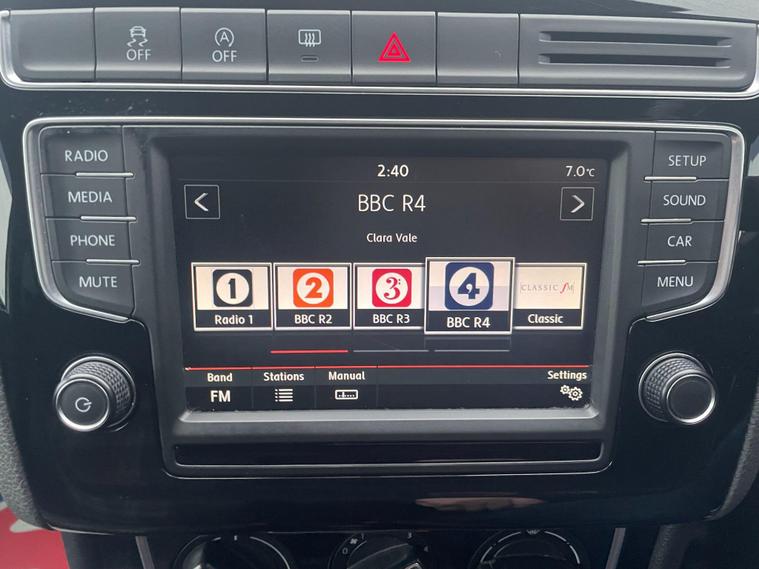 OFF
A
OFF
RADIO
MEDIA
PHONE
MUTE
2:40
7.0°C
BBC R4
Clara Vale
1
Radio 1
2
BBC R2
3
BBC R3
4
BBC R4
CLASSIC fM
Classic
Band
FM
Stations
Manual
Settings
SETUP
SOUND
CAR
MENU